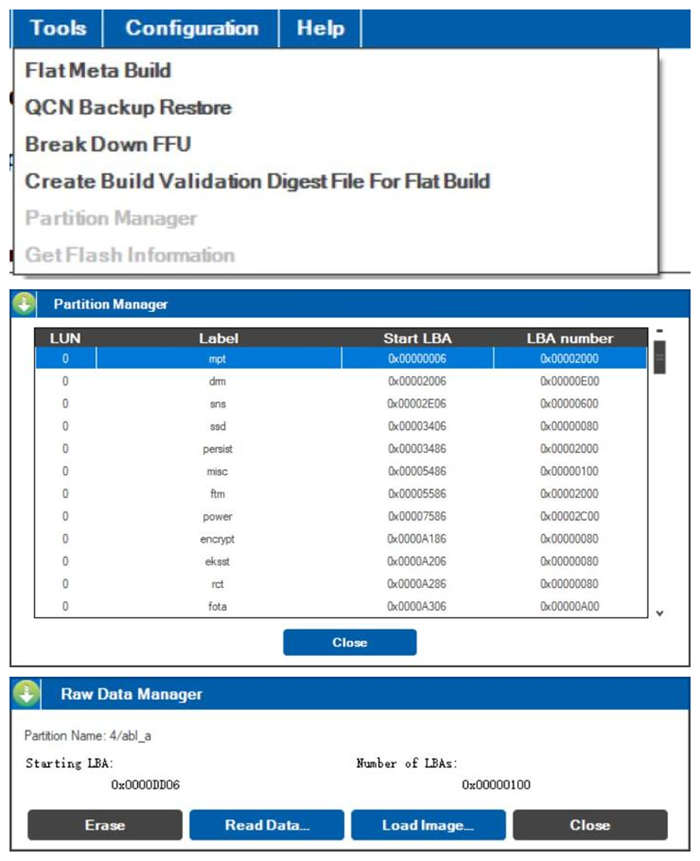 Tools Configuration Help
Flat Meta Build
QCN Backup Restore
Break Down FFU
Create Build Validation Digest File For Flat Build
Partition Manager
Get Flash Information
Partition Manager
LUN Label Start LBA LBA number
0 mpt 0x00000006 0x00002000
0 drm 0x00002006 0x00000E00
0 sns 0x00002E06 0x00000600
0 ssd 0x00003406 0x00000080
0 persist 0x00003486 0x00002000
0 misc 0x00005486 0x00000100
0 ftm 0x00005586 0x00002000
0 power 0x00007586 0x00002C00
0 encrypt 0x0000A186 0x00000080
0 eksst 0x0000A206 0x00000080
0 rct 0x0000A286 0x00000080
0 fota 0x0000A306 0x00000A00
Close
Raw Data Manager
Partition Name: 4/abl_a
Starting LBA: Number of LBAs:
0x0000DD06 0x00000100
Erase Read Data... Load Image... Close